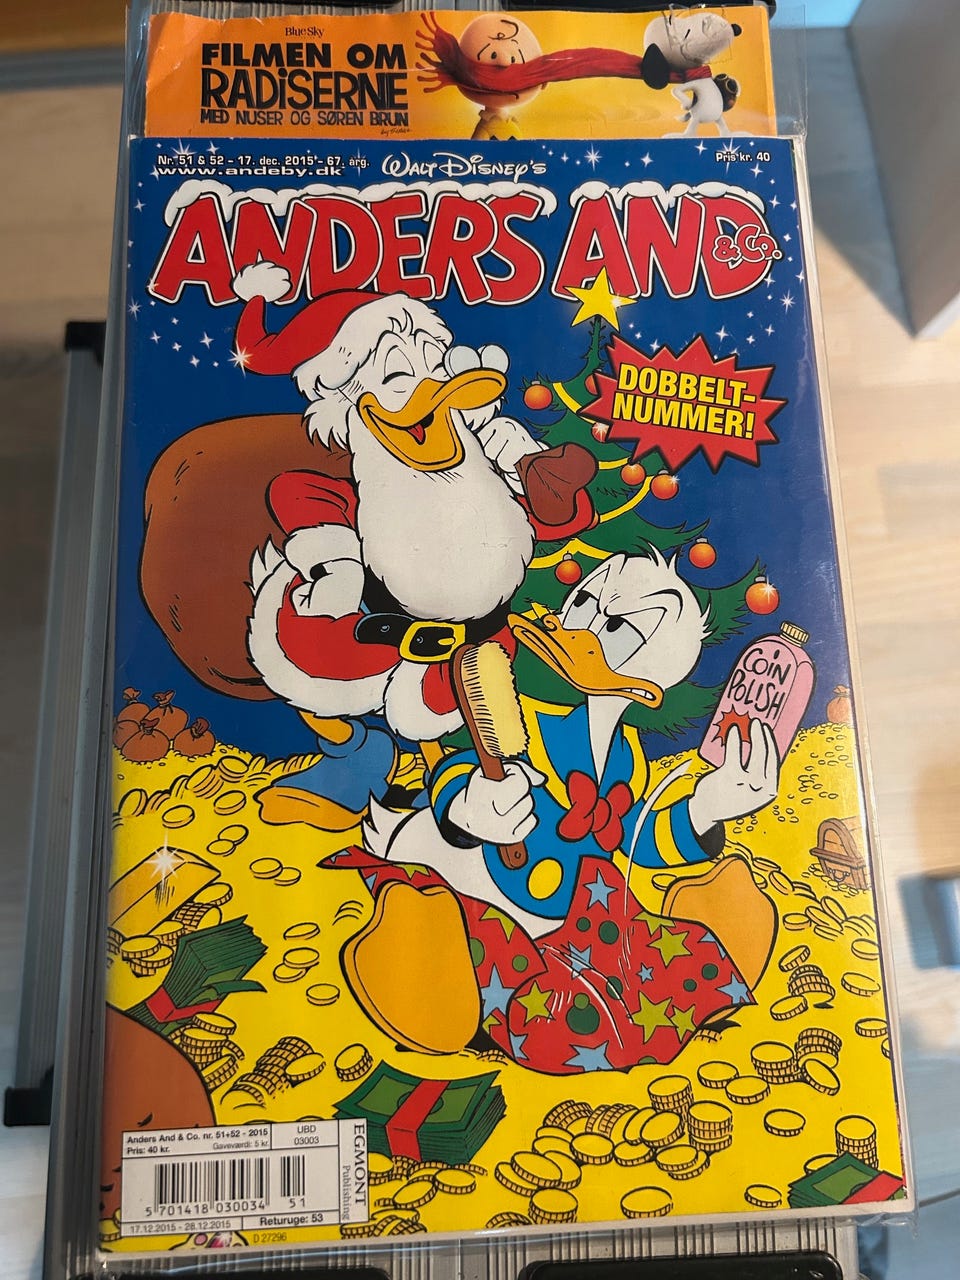 BlueSky
FILMEN OM
RADiSERNE
MED NUSER OG SØREN BRUN
Nr. 51 & 52 - 17. dec. 2015 - 67. årg.
www.andeby.dk
WALT DISNEY'S
Pris kr. 40
ANDERS AND
& Co.
DOBBELT-
NUMMER!
COiN
POLiSH
Anders And & Co. nr. 51+52 - 2015
Pris: 40 kr.
Gaveværdi: 5 kr.
UBD
03003
EGMONT
Publishing
5 701418 030034
51
17.12.2015 - 28.12.2015
Returuge: 53
D 27296